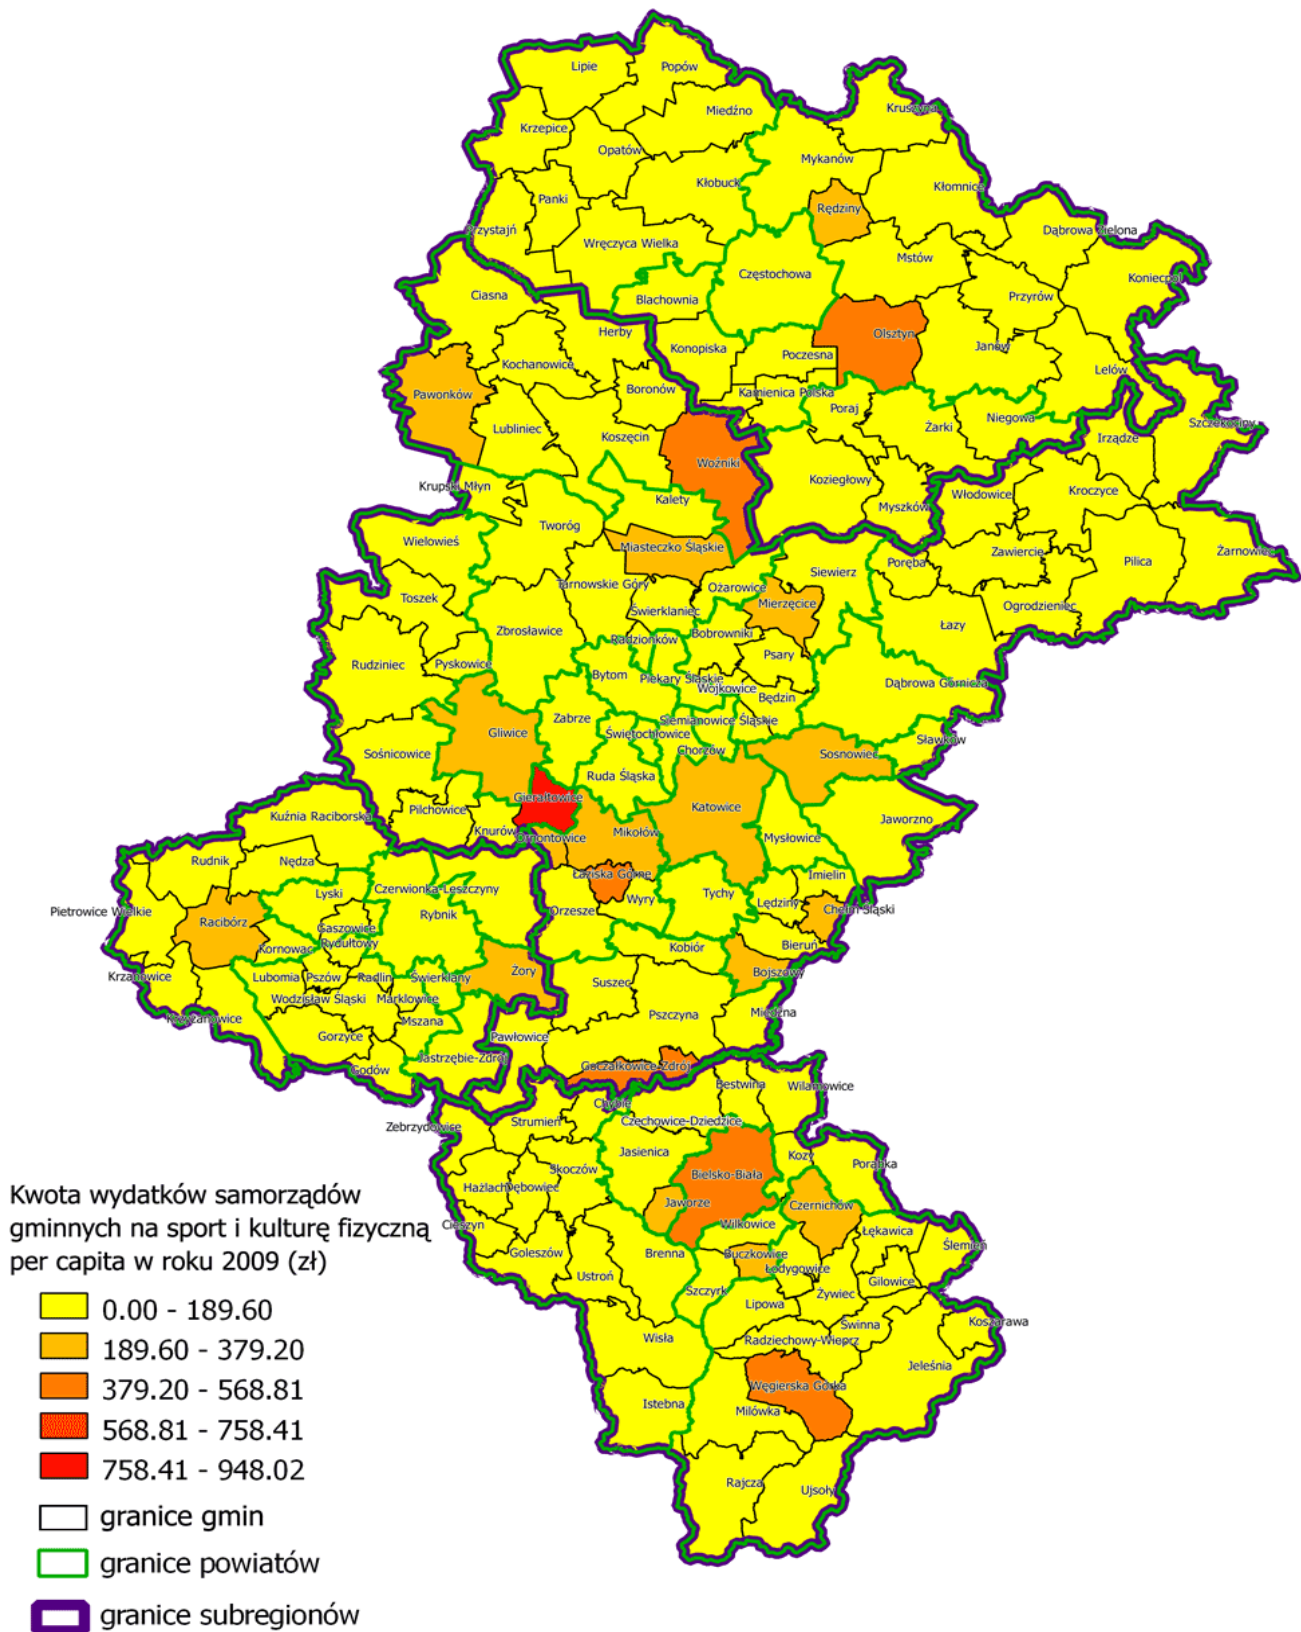 Lipie
Popów
Kruszyna
Miedźno
Krzepice
Opatów
Mykanów
Kłobuck
Kłomnice
Panki
Rędziny
Przystajń
Dąbrowa Zielona
Wręczyca Wielka
Mstów
Częstochowa
Koniecpol
Ciasna
Blachownia
Przyrów
Herby
Olsztyn
Konopiska
Janów
Poczesna
Kochanowice
Lelów
Boronów
Pawonków
Kamienica Polska
Poraj
Niegowa
Szczekociny
Żarki
Lubliniec
Koszęcin
Irządze
Woźniki
Koziegłowy
Krupski Młyn
Kroczyce
Włodowice
Kalety
Myszków
Tworóg
Wielowieś
Miasteczko Śląskie
Zawiercie
Żarnowiec
Poręba
Pilica
Siewierz
Tarnowskie Góry
Ożarowice
Toszek
Mierzęcice
Ogrodzieniec
Świerklaniec
Łazy
Zbrosławice
Bobrowniki
Radzionków
Psary
Rudziniec
Pyskowice
Bytom
Piekary Śląskie
Dąbrowa Górnicza
Wojkowice
Będzin
Zabrze
Siemianowice Śląskie
Gliwice
Świętochłowice
Sławków
Chorzów
Sosnowiec
Sośnicowice
Ruda Śląska
Gierałtowice
Katowice
Pilchowice
Kuźnia Raciborska
Jaworzno
Knurów
Mikołów
Ornontowice
Mysłowice
Rudnik
Nędza
Łaziska Górne
Imielin
Czerwionka-Leszczyny
Lyski
Tychy
Wyry
Lędziny
Pietrowice Wielkie
Orzesze
Chełm Śląski
Rybnik
Racibórz
Gaszowice
Rydułtowy
Kornowac
Kobiór
Bieruń
Żory
Bojszowy
Krzanowice
Lubomia
Pszów
Radlin
Świerklany
Suszec
Wodzisław Śląski
Marklowice
Miedźna
Krzyżanowice
Mszana
Pszczyna
Gorzyce
Pawłowice
Jastrzębie-Zdrój
Godów
Goczałkowice-Zdrój
Bestwina
Wilamowice
Chybie
Zebrzydowice
Strumień
Czechowice-Dziedzice
Jasienica
Kozy
Porąbka
Skoczów
Bielsko-Biała
Hażlach
Dębowiec
Jaworze
Czernichów
Cieszyn
Wilkowice
Łękawica
Ślemień
Goleszów
Brenna
Buczkowice
Łodygowice
Ustroń
Gilowice
Szczyrk
Żywiec
Lipowa
Koszarawa
Świnna
Wisła
Radziechowy-Wieprz
Jeleśnia
Węgierska Górka
Istebna
Milówka
Rajcza
Ujsoły
Kwota wydatków samorządów
gminnych na sport i kulturę fizyczną
per capita w roku 2009 (zł)
0.00 - 189.60
189.60 - 379.20
379.20 - 568.81
568.81 - 758.41
758.41 - 948.02
granice gmin
granice powiatów
granice subregionów